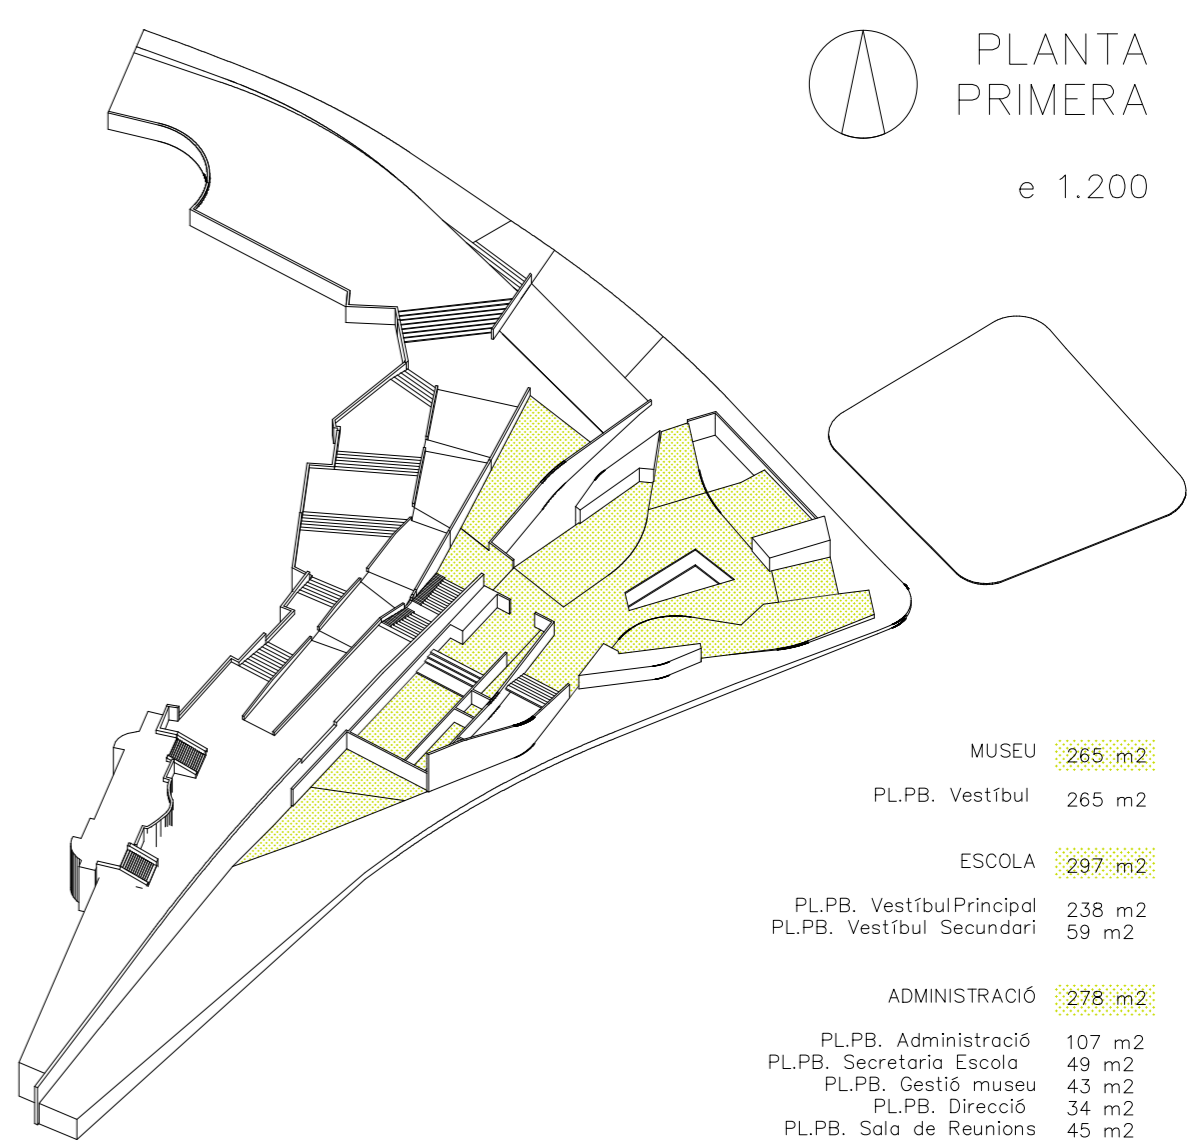 PLANTA
PRIMERA
e 1.200
MUSEU 265 m2
PL.PB. Vestíbul 265 m2
ESCOLA 297 m2
PL.PB. VestíbulPrincipal 238 m2
PL.PB. Vestíbul Secundari 59 m2
ADMINISTRACIÓ 278 m2
PL.PB. Administració 107 m2
PL.PB. Secretaria Escola 49 m2
PL.PB. Gestió museu 43 m2
PL.PB. Direcció 34 m2
PL.PB. Sala de Reunions 45 m2